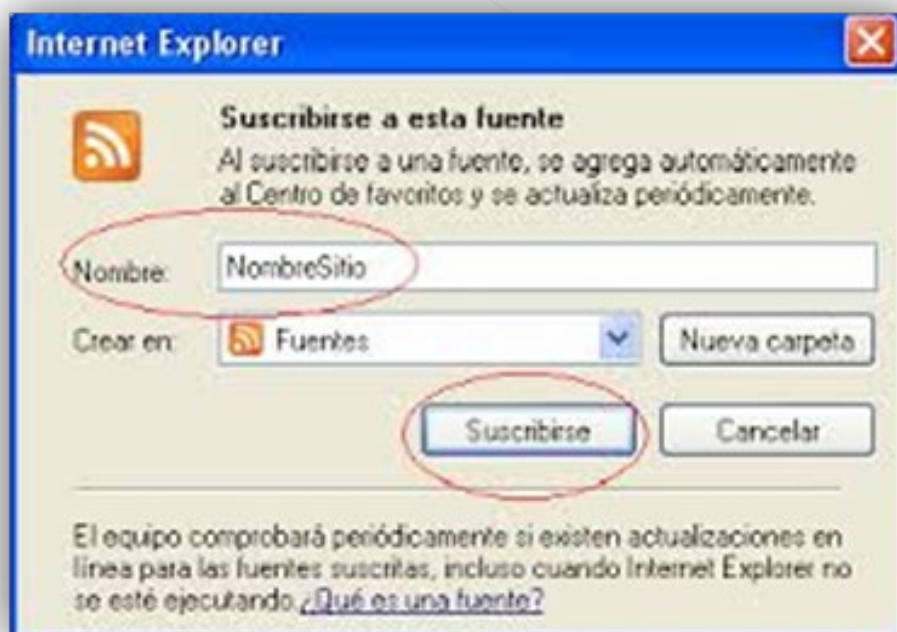 Internet Explorer
Suscribirse a esta fuente
Al suscribirse a una fuente, se agrega automáticamente
al Centro de favoritos y se actualiza periódicamente.
Nombre: NombreSitio
Crear en: Fuentes Nueva carpeta
Suscribirse Cancelar
El equipo comprobará periódicamente si existen actualizaciones en
línea para las fuentes suscritas, incluso cuando Internet Explorer no
se esté ejecutando. ¿Qué es una fuente?